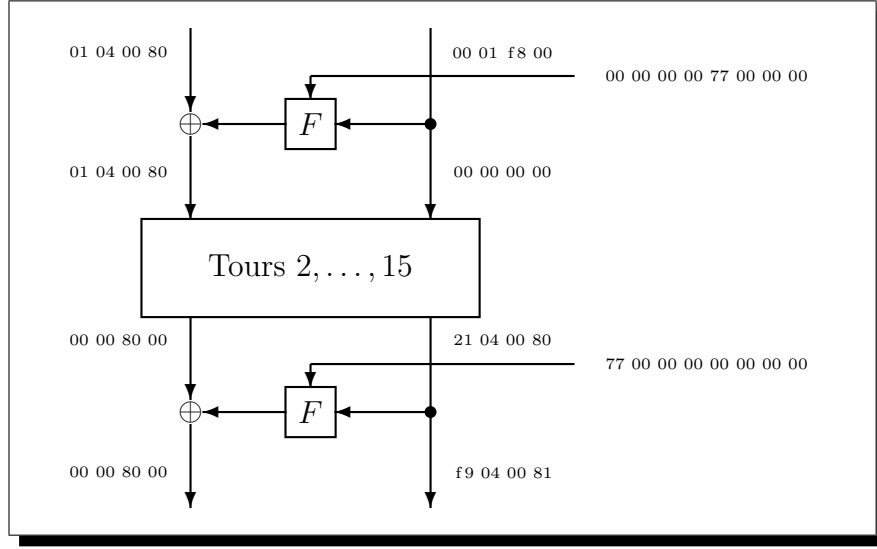 01 04 00 80
00 01 f8 00
00 00 00 00 77 00 00 00
F
01 04 00 80
00 00 00 00
Tours 2, . . . , 15
00 00 80 00
21 04 00 80
77 00 00 00 00 00 00 00
F
00 00 80 00
f9 04 00 81